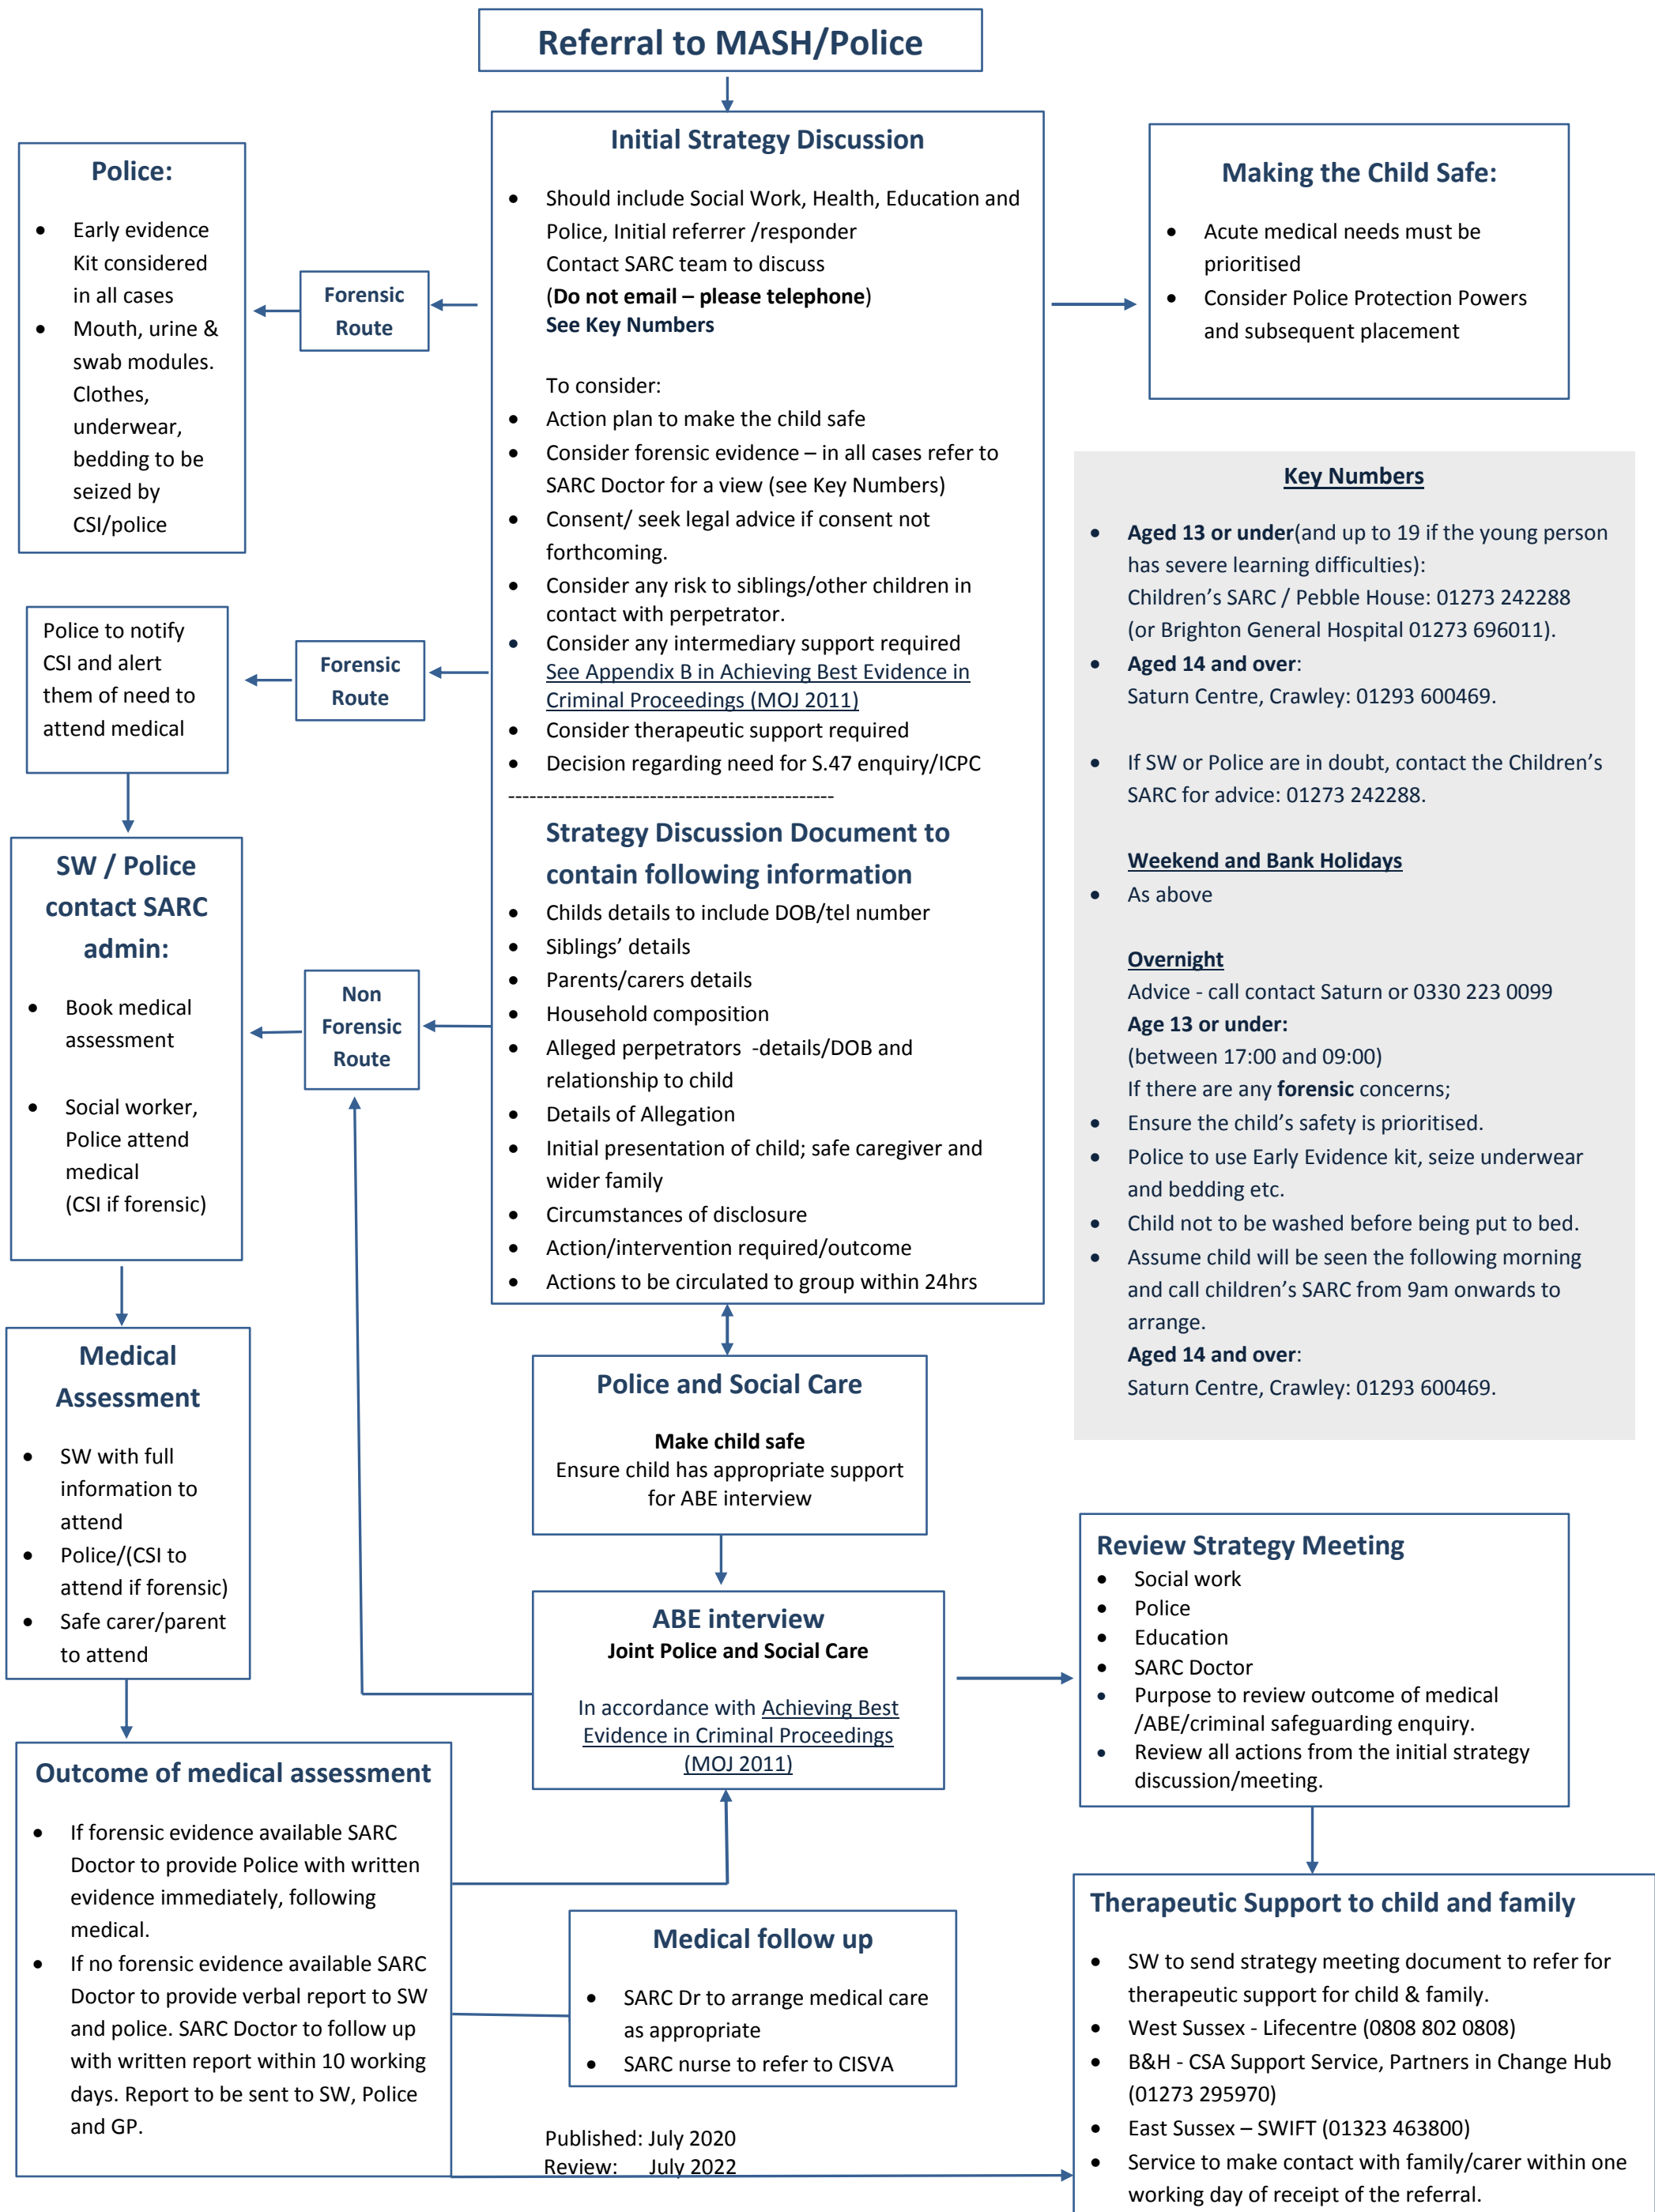 Referral to MASH/Police
Initial Strategy Discussion
• Should include Social Work, Health, Education and
Police, Initial referrer /responder
Contact SARC team to discuss
(Do not email – please telephone)
See Key Numbers
To consider:
• Action plan to make the child safe
• Consider forensic evidence – in all cases refer to
SARC Doctor for a view (see Key Numbers)
• Consent/ seek legal advice if consent not
forthcoming.
• Consider any risk to siblings/other children in
contact with perpetrator.
• Consider any intermediary support required
See Appendix B in Achieving Best Evidence in
Criminal Proceedings (MOJ 2011)
• Consider therapeutic support required
• Decision regarding need for S.47 enquiry/ICPC
----------------------------------------------
Strategy Discussion Document to
contain following information
• Childs details to include DOB/tel number
• Siblings’ details
• Parents/carers details
• Household composition
• Alleged perpetrators -details/DOB and
relationship to child
• Details of Allegation
• Initial presentation of child; safe caregiver and
wider family
• Circumstances of disclosure
• Action/intervention required/outcome
• Actions to be circulated to group within 24hrs
Police:
• Early evidence
Kit considered
in all cases
• Mouth, urine &
swab modules.
Clothes,
underwear,
bedding to be
seized by
CSI/police
Forensic
Route
Making the Child Safe:
• Acute medical needs must be
prioritised
• Consider Police Protection Powers
and subsequent placement
Police to notify
CSI and alert
them of need to
attend medical
Forensic
Route
Key Numbers
• Aged 13 or under(and up to 19 if the young person
has severe learning difficulties):
Children’s SARC / Pebble House: 01273 242288
(or Brighton General Hospital 01273 696011).
• Aged 14 and over:
Saturn Centre, Crawley: 01293 600469.
• If SW or Police are in doubt, contact the Children’s
SARC for advice: 01273 242288.
Weekend and Bank Holidays
• As above
Overnight
Advice - call contact Saturn or 0330 223 0099
Age 13 or under:
(between 17:00 and 09:00)
If there are any forensic concerns;
• Ensure the child’s safety is prioritised.
• Police to use Early Evidence kit, seize underwear
and bedding etc.
• Child not to be washed before being put to bed.
• Assume child will be seen the following morning
and call children’s SARC from 9am onwards to
arrange.
Aged 14 and over:
Saturn Centre, Crawley: 01293 600469.
SW / Police
contact SARC
admin:
• Book medical
assessment
• Social worker,
Police attend
medical
(CSI if forensic)
Non
Forensic
Route
Medical
Assessment
• SW with full
information to
attend
• Police/(CSI to
attend if forensic)
• Safe carer/parent
to attend
Police and Social Care
Make child safe
Ensure child has appropriate support
for ABE interview
ABE interview
Joint Police and Social Care
In accordance with Achieving Best
Evidence in Criminal Proceedings
(MOJ 2011)
Review Strategy Meeting
• Social work
• Police
• Education
• SARC Doctor
• Purpose to review outcome of medical
/ABE/criminal safeguarding enquiry.
• Review all actions from the initial strategy
discussion/meeting.
Outcome of medical assessment
• If forensic evidence available SARC
Doctor to provide Police with written
evidence immediately, following
medical.
• If no forensic evidence available SARC
Doctor to provide verbal report to SW
and police. SARC Doctor to follow up
with written report within 10 working
days. Report to be sent to SW, Police
and GP.
Medical follow up
• SARC Dr to arrange medical care
as appropriate
• SARC nurse to refer to CISVA
Therapeutic Support to child and family
• SW to send strategy meeting document to refer for
therapeutic support for child & family.
• West Sussex - Lifecentre (0808 802 0808)
• B&H - CSA Support Service, Partners in Change Hub
(01273 295970)
• East Sussex – SWIFT (01323 463800)
• Service to make contact with family/carer within one
working day of receipt of the referral.
Published: July 2020
Review: July 2022